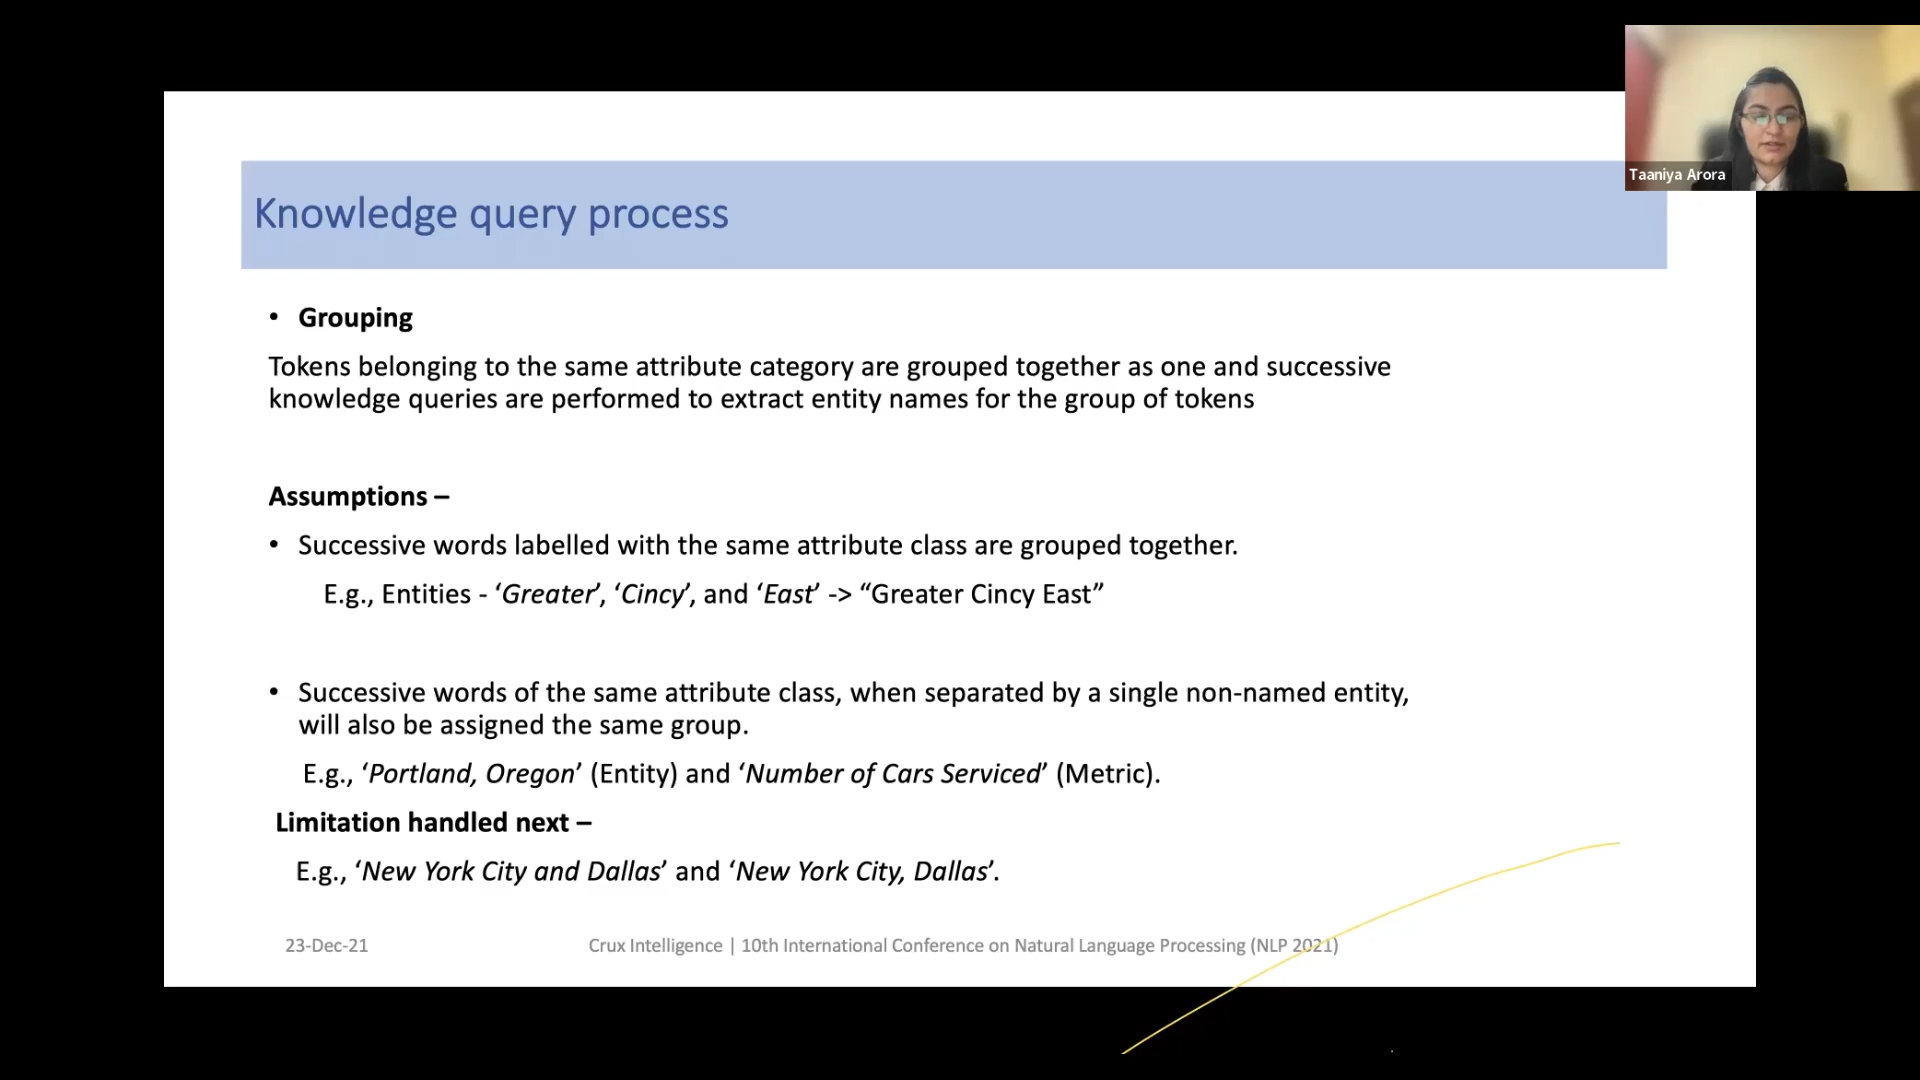 Taaniya Arora
Knowledge query process
• Grouping
Tokens belonging to the same attribute category are grouped together as one and successive
knowledge queries are performed to extract entity names for the group of tokens
Assumptions –
• Successive words labelled with the same attribute class are grouped together.
E.g., Entities - ‘Greater’, ‘Cincy’, and ‘East’ -> “Greater Cincy East”
• Successive words of the same attribute class, when separated by a single non-named entity,
will also be assigned the same group.
E.g., ‘Portland, Oregon’ (Entity) and ‘Number of Cars Serviced’ (Metric).
Limitation handled next –
E.g., ‘New York City and Dallas’ and ‘New York City, Dallas’.
23-Dec-21
Crux Intelligence | 10th International Conference on Natural Language Processing (NLP 2021)